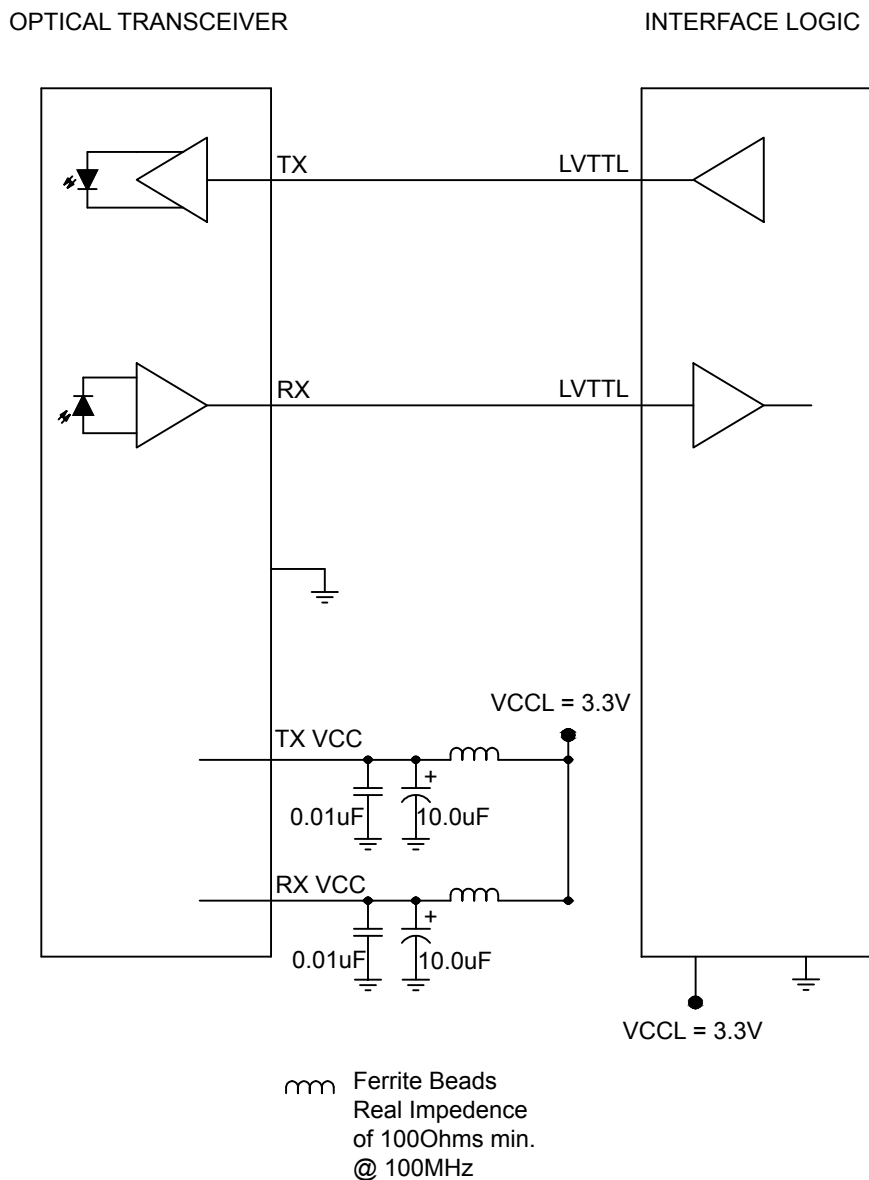 OPTICAL TRANSCEIVER
INTERFACE LOGIC
TX
LVTTL
RX
LVTTL
VCCL = 3.3V
TX VCC
+
0.01uF
10.0uF
RX VCC
+
0.01uF
10.0uF
VCCL = 3.3V
Ferrite Beads
Real Impedence
of 100Ohms min.
@ 100MHz